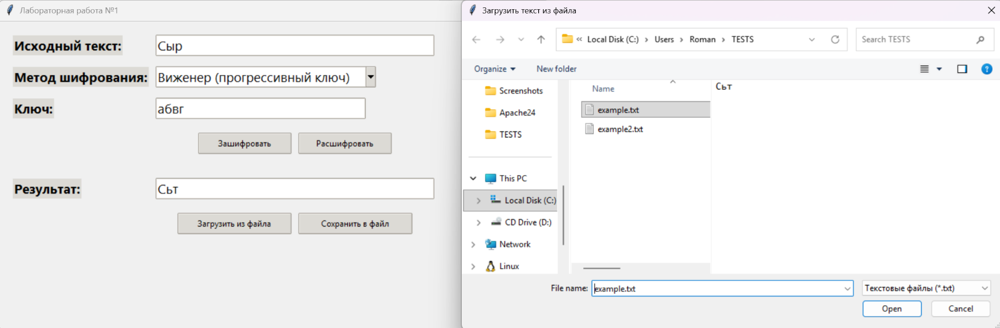 Лабораторная работа №1
Исходный текст:
Сыр
Метод шифрования:
Виженер (прогрессивный ключ)
Ключ:
абвг
Зашифровать
Расшифровать
Результат:
Сьт
Загрузить из файла
Сохранить в файл
Загрузить текст из файла
« Local Disk (C:) › Users › Roman › TESTS
Search TESTS
Organize
New folder
Screenshots
Apache24
TESTS
This PC
Local Disk (C:)
CD Drive (D:)
Network
Linux
Name
example.txt
example2.txt
Сьт
File name:
example.txt
Текстовые файлы (*.txt)
Open
Cancel